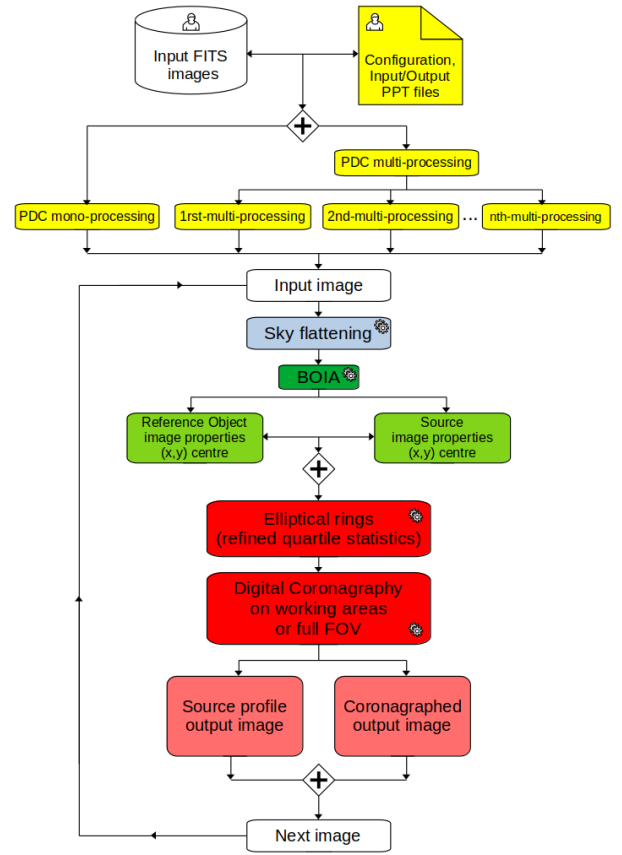 Input FITS
images
Configuration,
Input/Output
PPT files
PDC multi-processing
PDC mono-processing
1rst-multi-processing
2nd-multi-processing
...
nth-multi-processing
Input image
Sky flattening
BOIA
Reference Object
image properties
(x,y) centre
Source
image properties
(x,y) centre
Elliptical rings
(refined quartile statistics)
Digital Coronagraphy
on working areas
or full FOV
Source profile
output image
Coronagraphed
output image
Next image